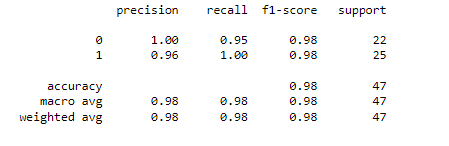 precision recall f1-score support
0 1.00 0.95 0.98 22
1 0.96 1.00 0.98 25
accuracy 0.98 47
macro avg 0.98 0.98 0.98 47
weighted avg 0.98 0.98 0.98 47